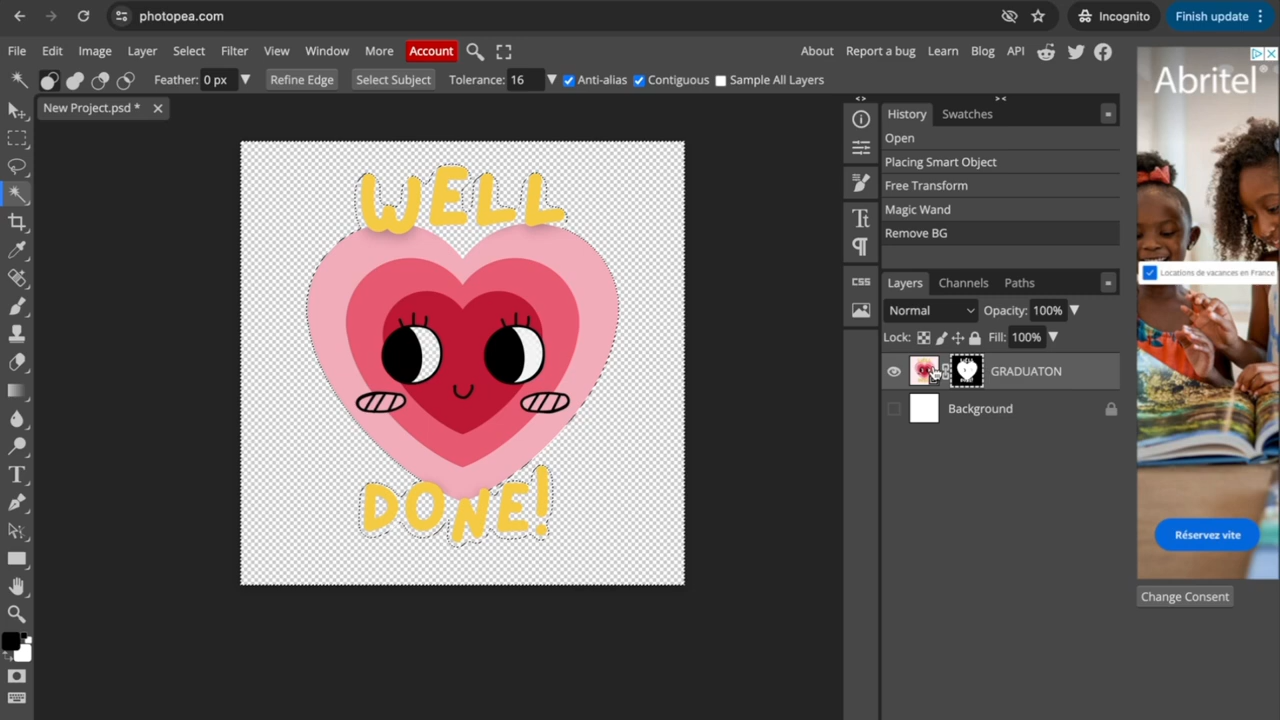 photopea.com
Incognito
Finish update
File Edit Image Layer Select Filter View Window More Account
About Report a bug Learn Blog API
Feather: 0 px Refine Edge Select Subject Tolerance: 16 Anti-alias Contiguous Sample All Layers
New Project.psd *
WELL
DONE!
CSS
History Swatches
Open
Placing Smart Object
Free Transform
Magic Wand
Remove BG
Layers Channels Paths
Normal Opacity: 100%
Lock: Fill: 100%
GRADUATON
Background
Abritel®
Locations de vacances en France
Réservez vite
Change Consent